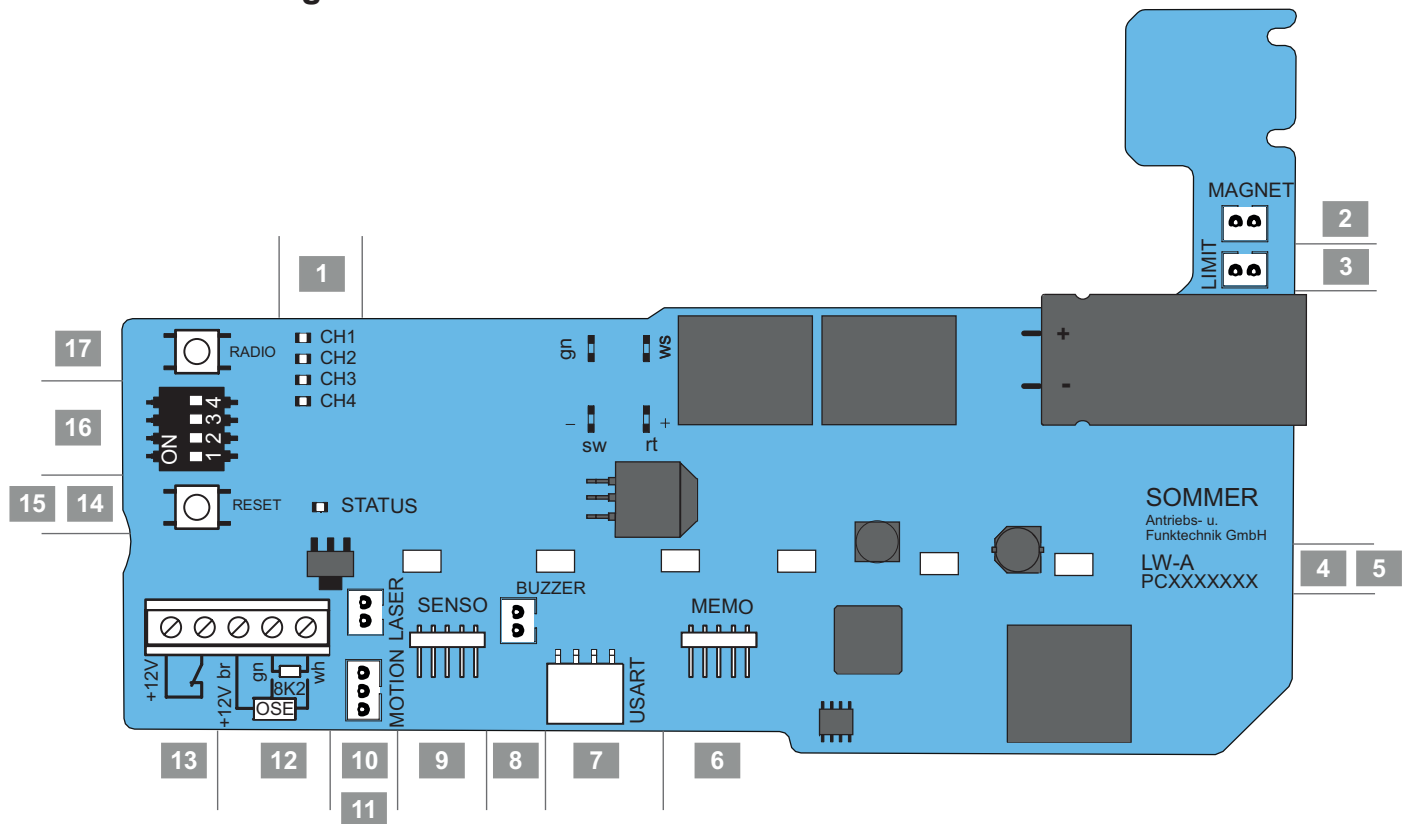 g
MAGNET
2
LIMIT
3
1
17
RADIO
CH1
CH2
CH3
CH4
gn
ws
+
-
16
ON
1 2 3 4
–
+
sw
rt
15
14
RESET
STATUS
SOMMER
Antriebs- u.
Funktechnik GmbH
LW-A
PCXXXXXXX
4
5
LASER
SENSO
BUZZER
MEMO
+12V
+12V br
gn
wh
8K2
OSE
MOTION
USART
13
12
10
9
8
7
6
11